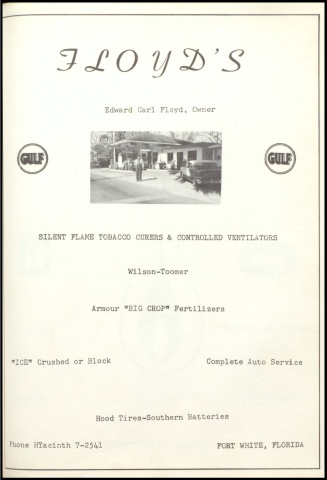 FLOYD'S
Edward Carl Floyd, Owner
GULF
GULF
SILENT FLAME TOBACCO CURERS & CONTROLLED VENTILATORS
Wilson-Toomer
Armour "BIG CROP" Fertilizers
"ICE" Crushed or Block
Complete Auto Service
Hood Tires-Southern Batteries
Phone HYacinth 7-2541
FORT WHITE, FLORIDA